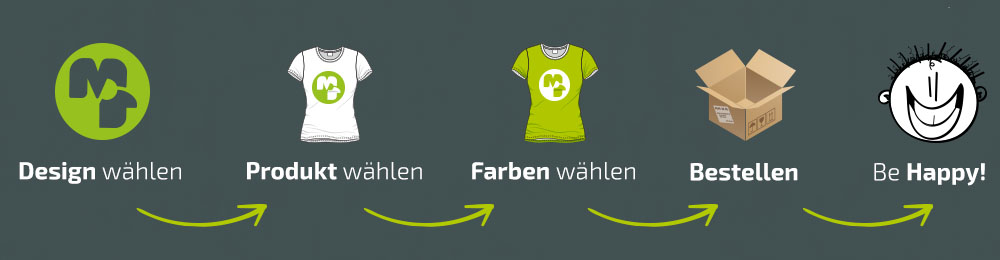 Design wählen
Produkt wählen
Farben wählen
Bestellen
Be Happy!